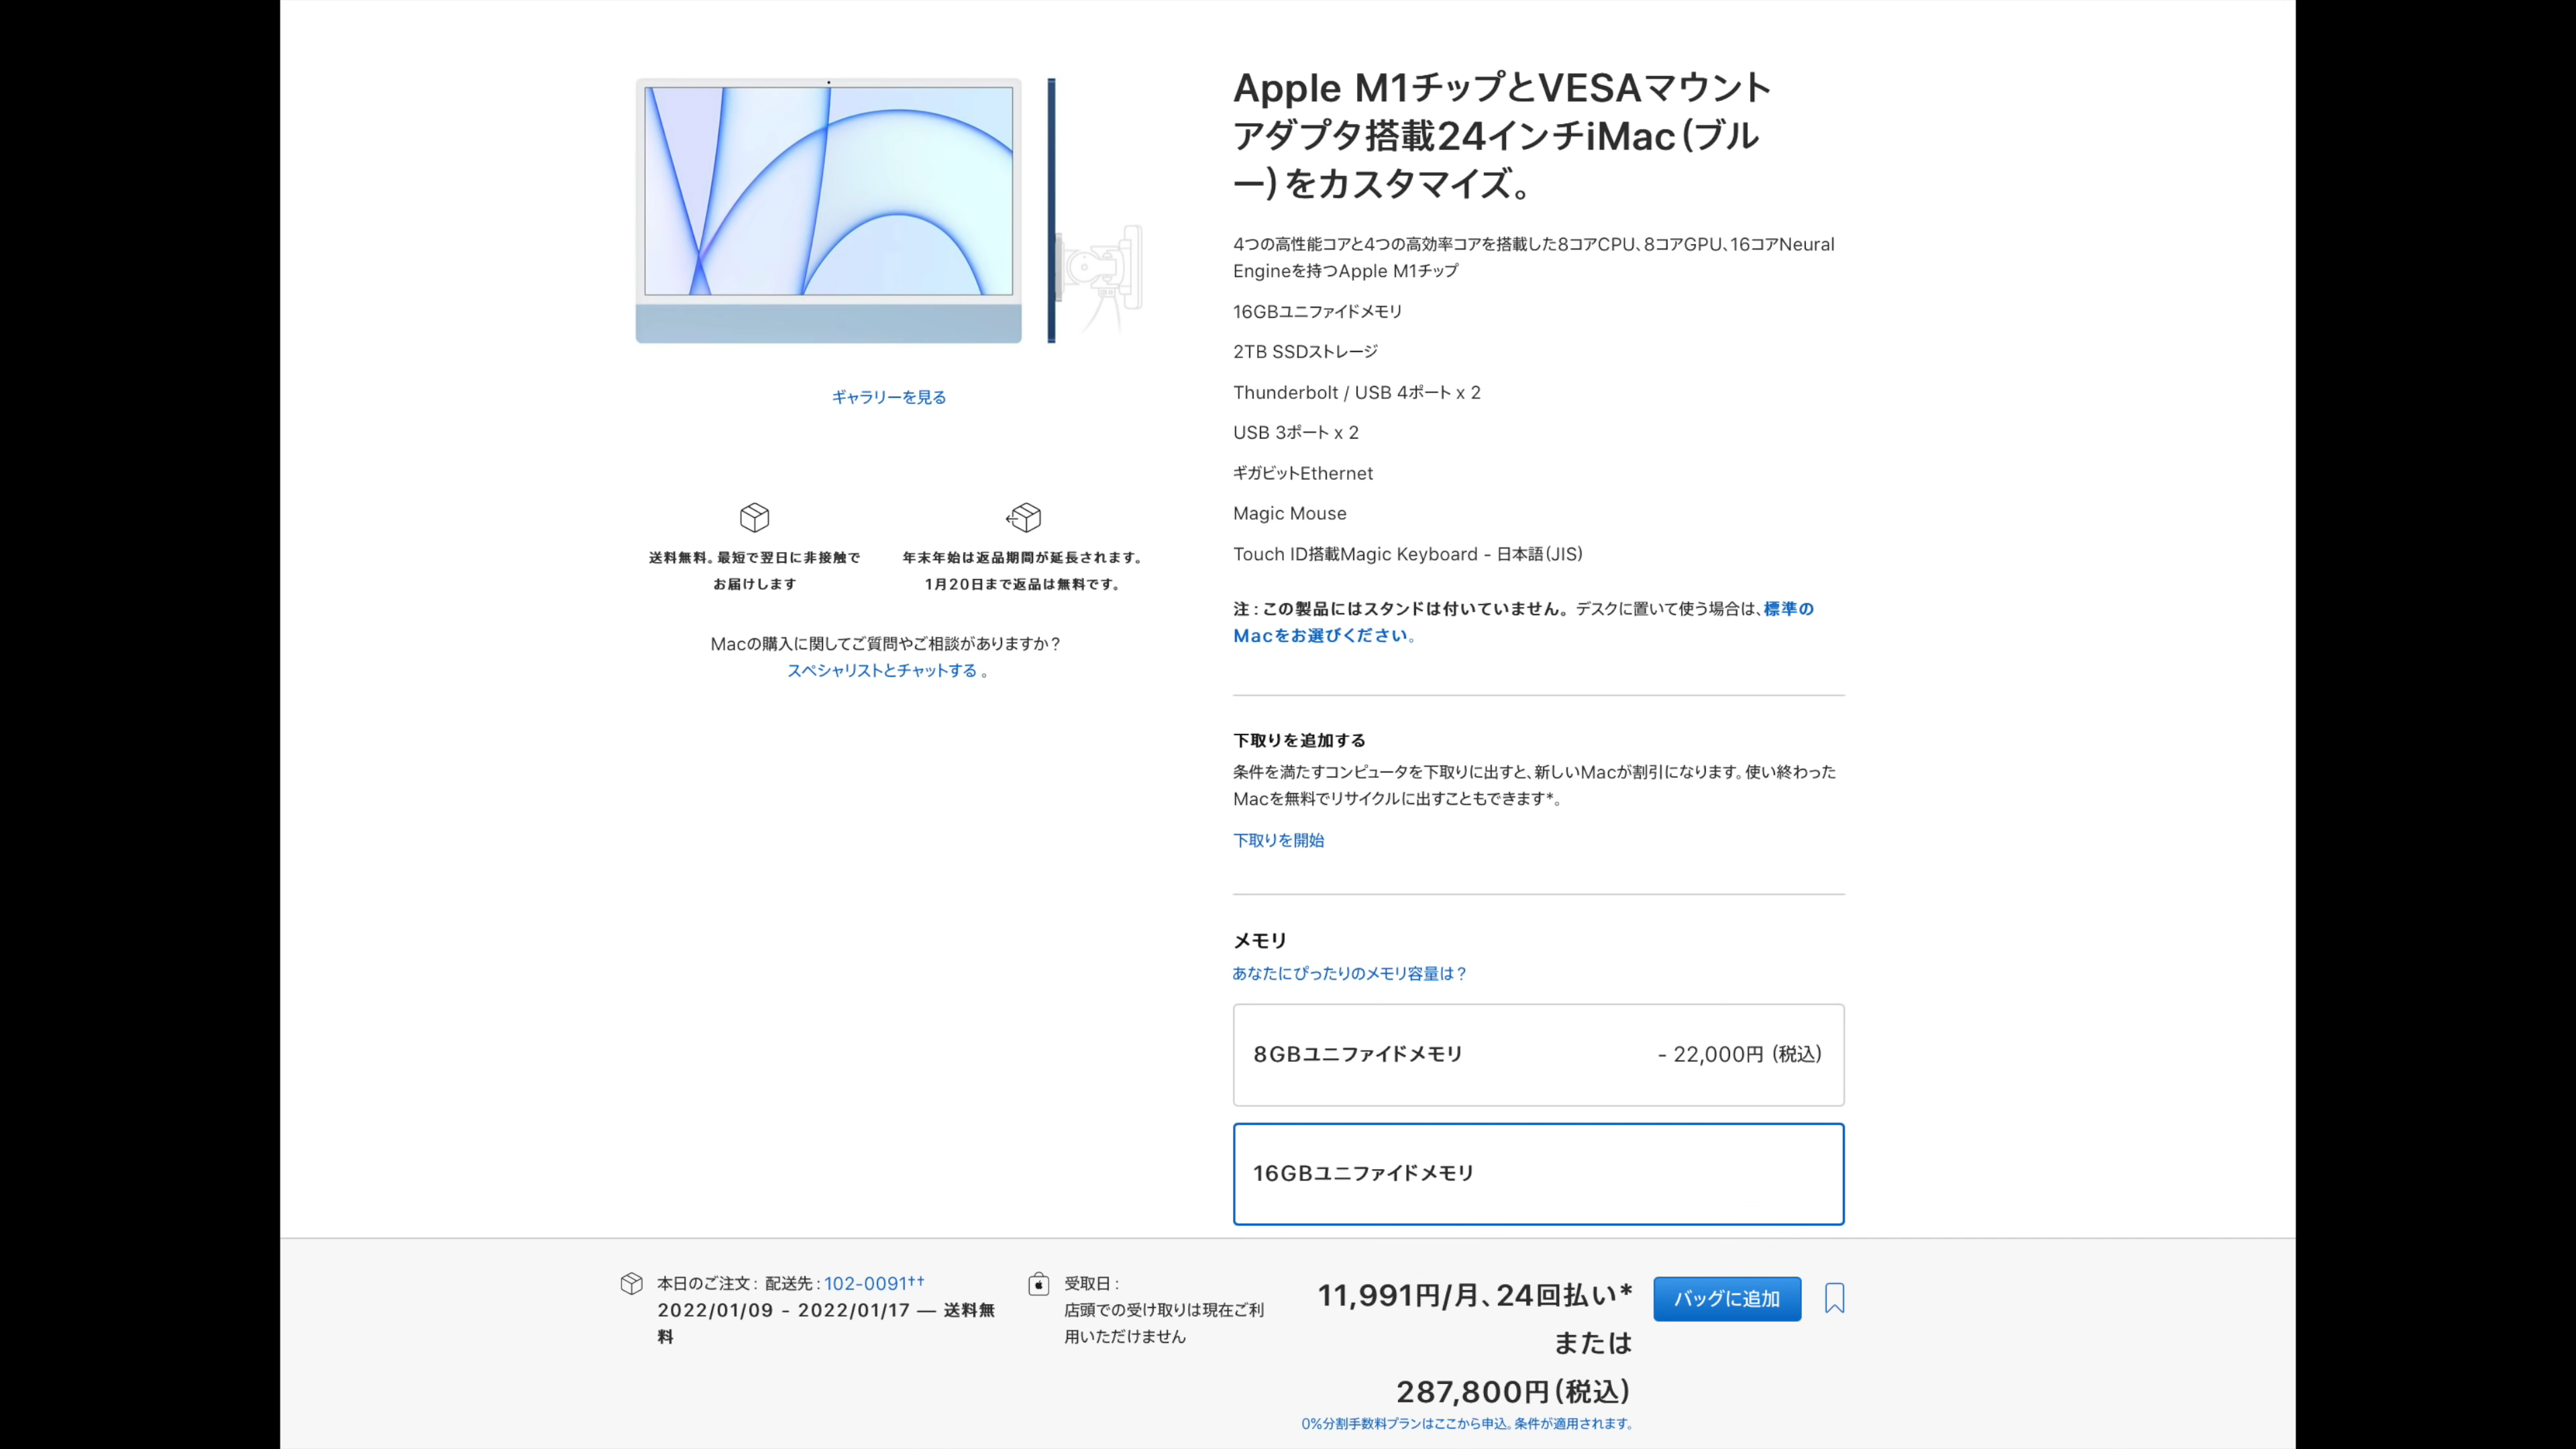 Apple M1チップとVESAマウント
アダプタ搭載24インチiMac(ブル
ー)をカスタマイズ。
4つの高性能コアと4つの高効率コアを搭載した8コアCPU、8コアGPU、16コアNeural
Engineを持つApple M1チップ
16GBユニファイドメモリ
2TB SSDストレージ
Thunderbolt / USB 4ポート x 2
USB 3ポート x 2
ギガビットEthernet
Magic Mouse
Touch ID搭載Magic Keyboard - 日本語(JIS)
注:この製品にはスタンドは付いていません。デスクに置いて使う場合は、標準の
Macをお選びください。
ギャラリーを見る
送料無料。最短で翌日に非接触で
お届けします
年末年始は返品期間が延長されます。
1月20日まで返品は無料です。
Macの購入に関してご質問やご相談がありますか?
スペシャリストとチャットする。
下取りを追加する
条件を満たすコンピュータを下取りに出すと、新しいMacが割引になります。使い終わった
Macを無料でリサイクルに出すこともできます*。
下取りを開始
メモリ
あなたにぴったりのメモリ容量は?
8GBユニファイドメモリ - 22,000円 (税込)
16GBユニファイドメモリ
本日のご注文: 配送先:102-0091††
2022/01/09 - 2022/01/17 — 送料無
料
受取日:
店頭での受け取りは現在ご利
用いただけません
11,991円/月、24回払い*
または
287,800円(税込)
0%分割手数料プランはここから申込。条件が適用されます。
バッグに追加